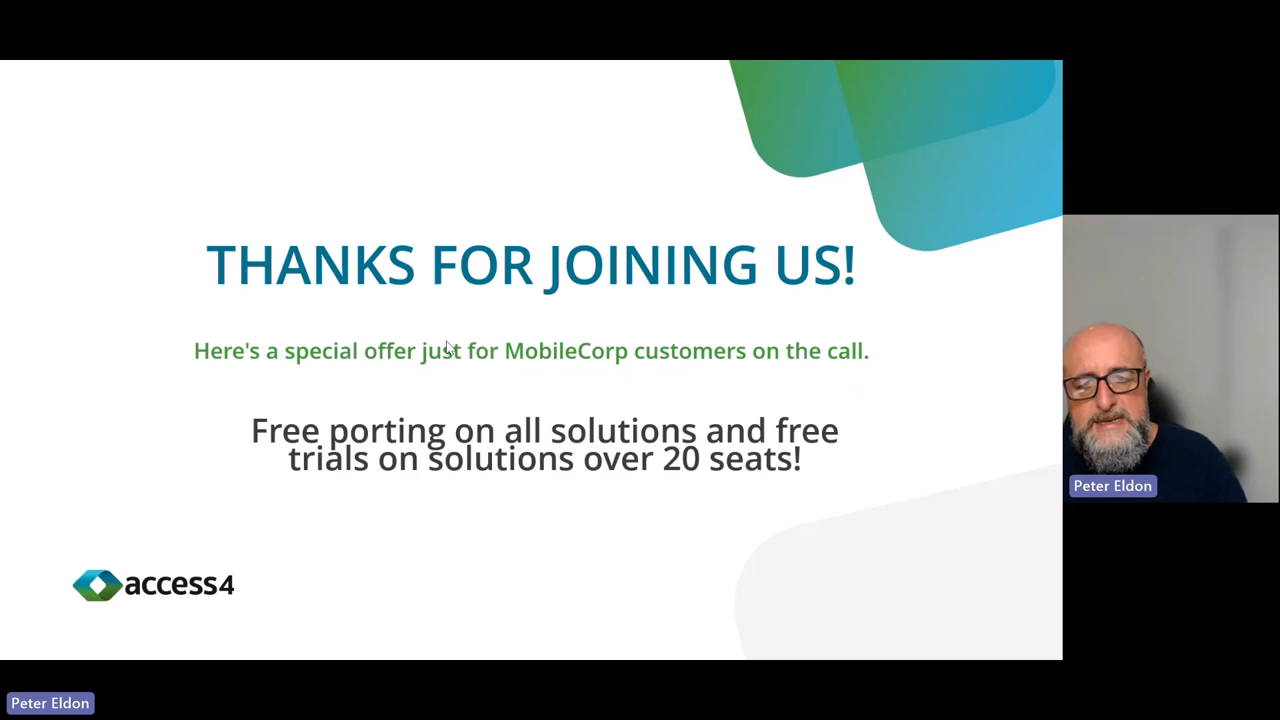 THANKS FOR JOINING US!
Here's a special offer just for MobileCorp customers on the call.
Free porting on all solutions and free
trials on solutions over 20 seats!
access4
Peter Eldon
Peter Eldon